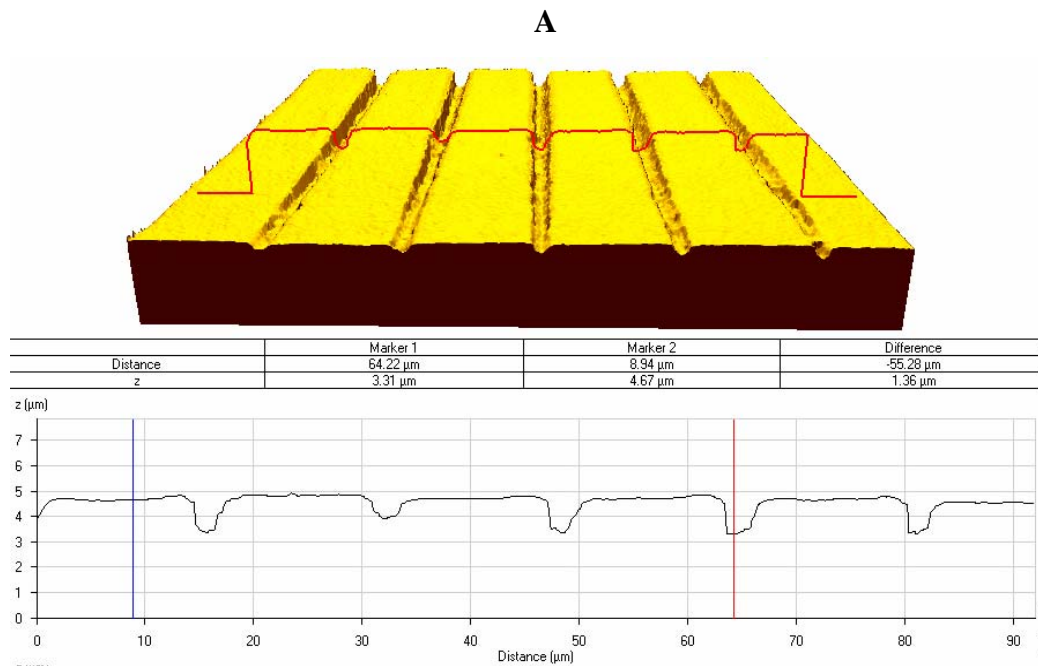 A
Marker 1 Marker 2 Difference
Distance 64.22 µm 8.94 µm -55.28 µm
z 3.31 µm 4.67 µm 1.36 µm
z (µm)
7
6
5
4
3
2
1
0
0 10 20 30 40 50 60 70 80 90
Distance (µm)